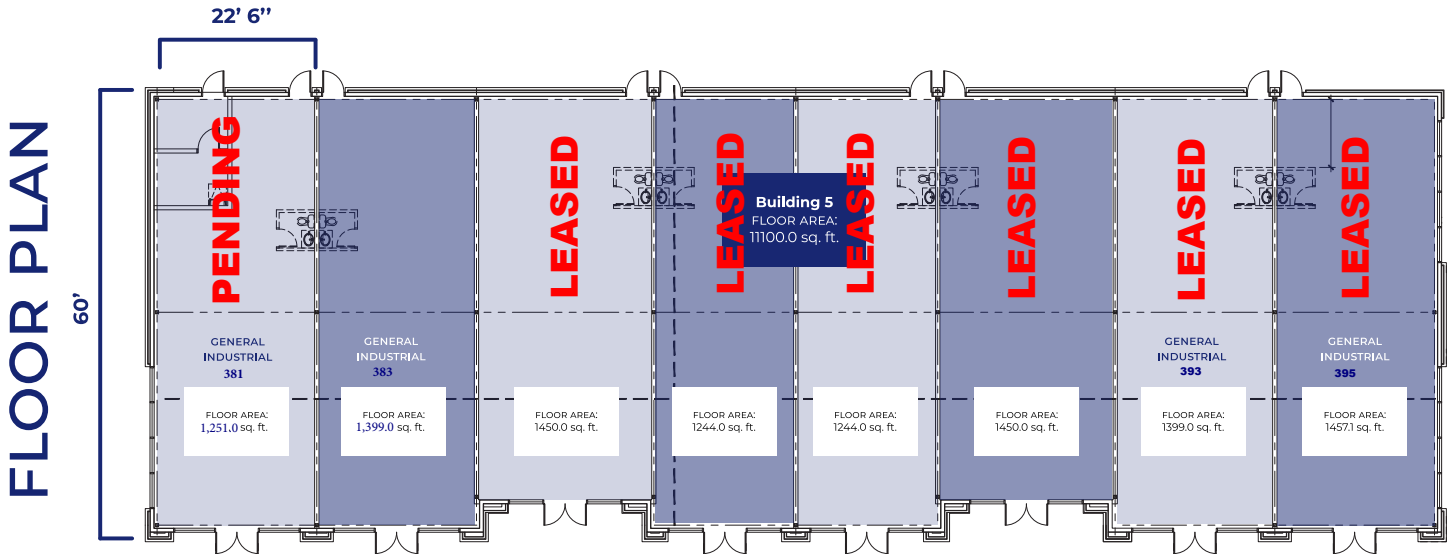 FLOOR PLAN
22’ 6’’
60’
PENDING
LEASED
LEASED
LEASED
LEASED
LEASED
LEASED
Building 5
FLOOR AREA:
11100.0 sq. ft.
GENERAL
INDUSTRIAL
381
FLOOR AREA:
1,251.0 sq. ft.
GENERAL
INDUSTRIAL
383
FLOOR AREA:
1,399.0 sq. ft.
FLOOR AREA:
1450.0 sq. ft.
FLOOR AREA:
1244.0 sq. ft.
FLOOR AREA:
1244.0 sq. ft.
FLOOR AREA:
1450.0 sq. ft.
GENERAL
INDUSTRIAL
393
FLOOR AREA:
1399.0 sq. ft.
GENERAL
INDUSTRIAL
395
FLOOR AREA:
1457.1 sq. ft.